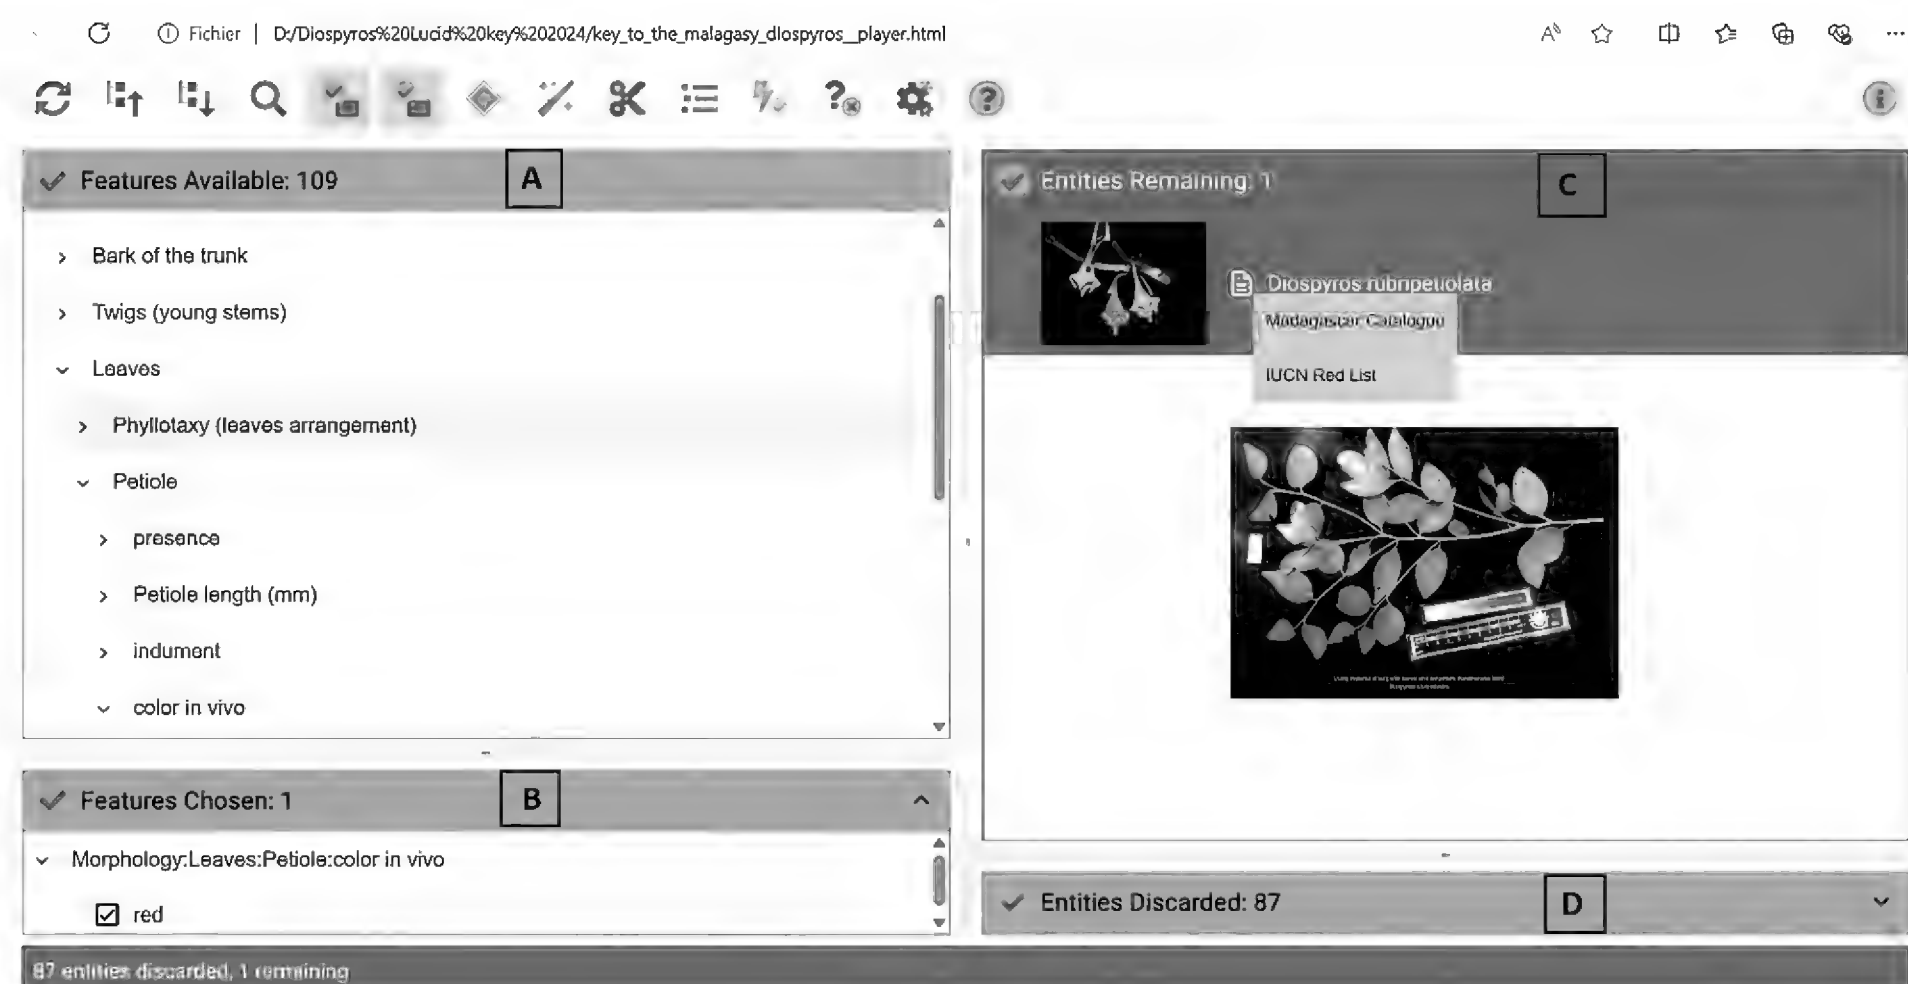 Fichier | D:/Diospyros%20Lucid%20key%202024/key_to_the_malagasy_diospyros__player.html
Features Available: 109
A
Bark of the trunk
Twigs (young stems)
Leaves
Phyllotaxy (leaves arrangement)
Petiole
presence
Petiole length (mm)
indument
color in vivo
Features Chosen: 1
B
Morphology:Leaves:Petiole:color in vivo
red
Entities Remaining: 1
C
Diospyros rubripetiolata
Madagascar Catalogue
IUCN Red List
Entities Discarded: 87
D
87 entities discarded, 1 remaining